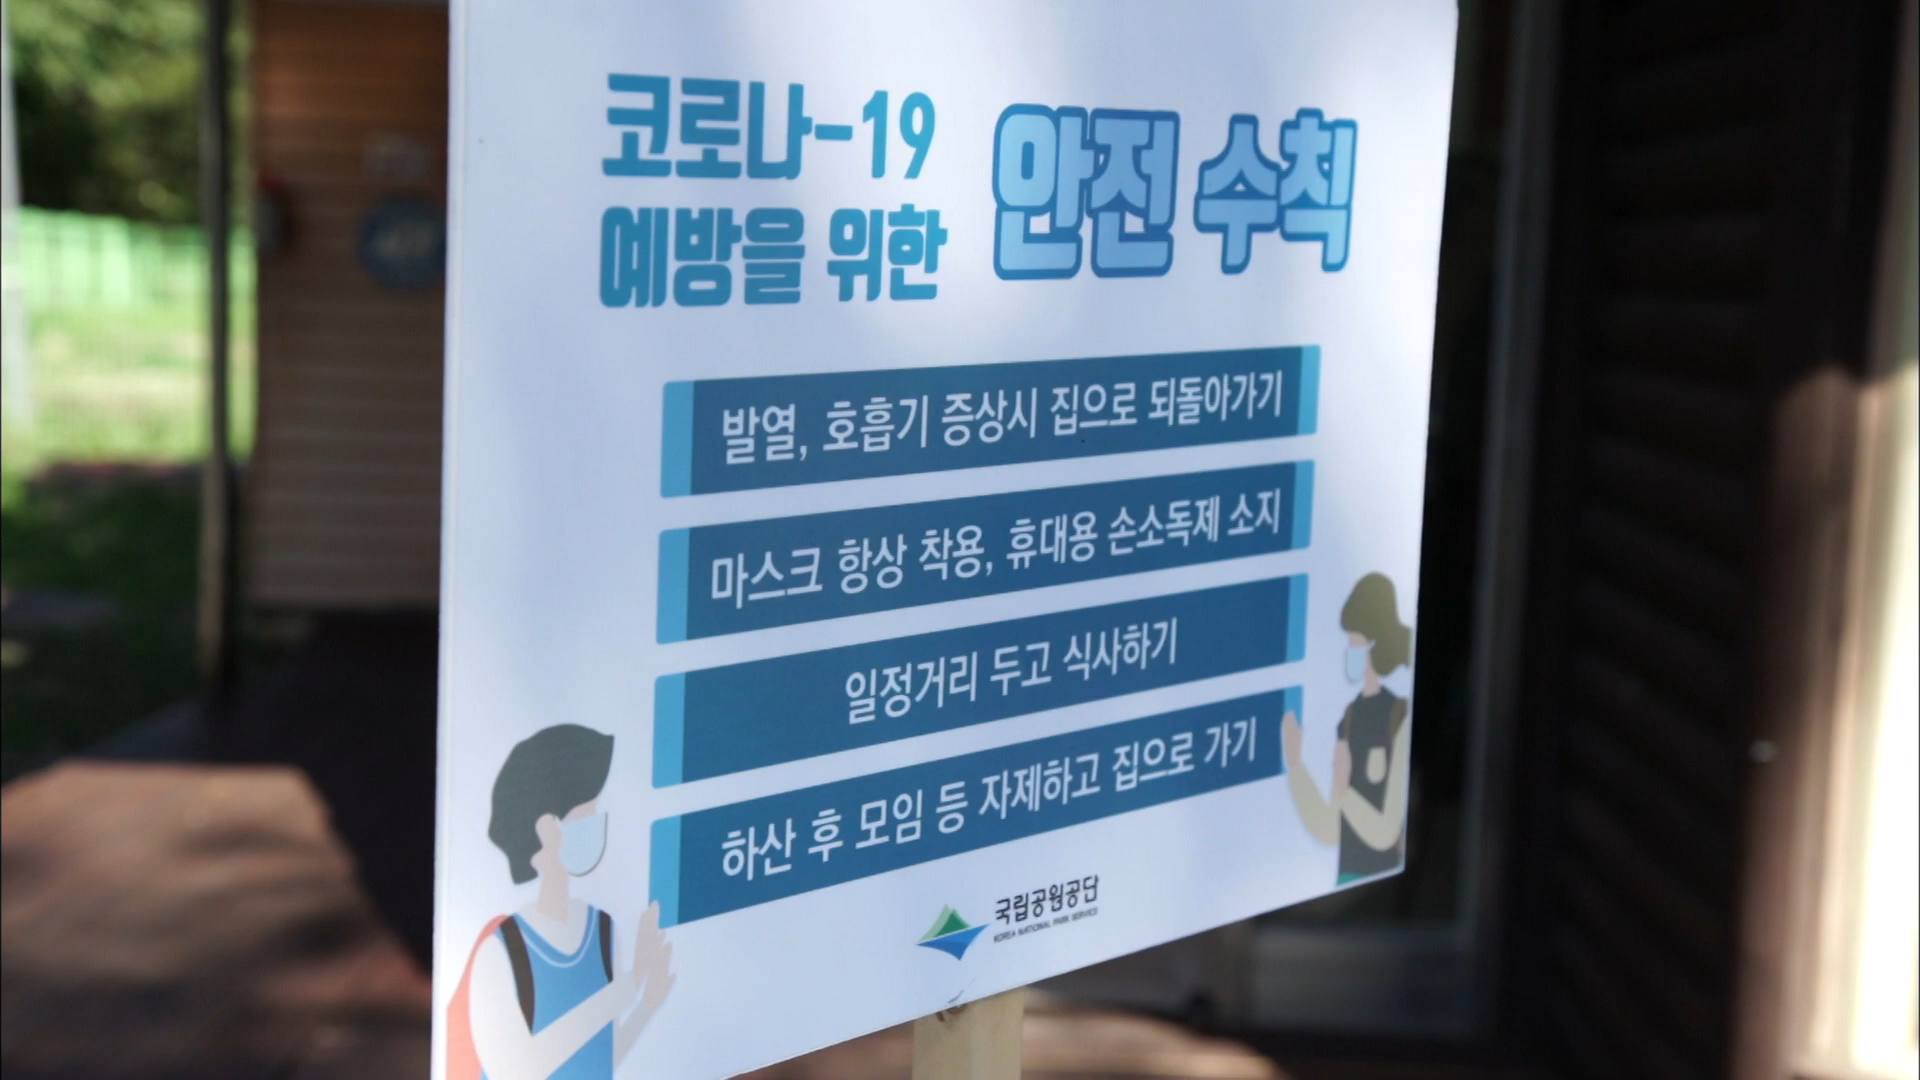 코로나-19
예방을 위한
안전 수칙
발열, 호흡기 증상시 집으로 되돌아가기
마스크 항상 착용, 휴대용 손소독제 소지
일정거리 두고 식사하기
하산 후 모임 등 자제하고 집으로 가기
국립공원공단
KOREA NATIONAL PARK SERVICE